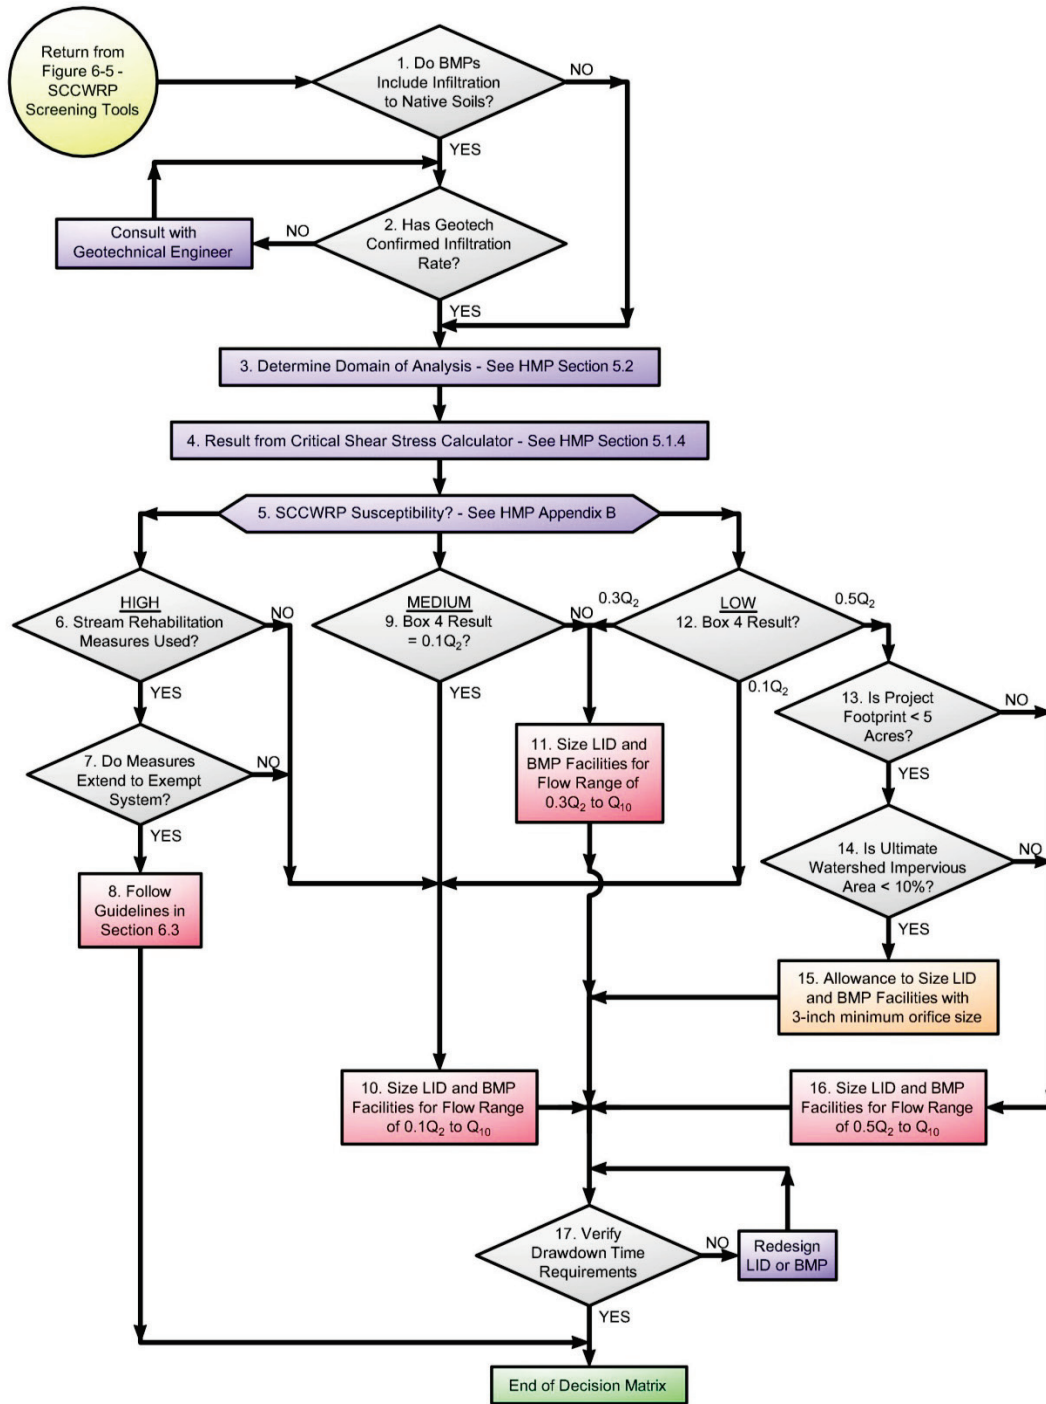 Return from
Figure 6-5 -
SCCWRP
Screening Tools
1. Do BMPs
Include Infiltration
to Native Soils?
NO
YES
2. Has Geotech
Confirmed Infiltration
Rate?
NO
Consult with
Geotechnical Engineer
YES
3. Determine Domain of Analysis - See HMP Section 5.2
4. Result from Critical Shear Stress Calculator - See HMP Section 5.1.4
5. SCCWRP Susceptibility? - See HMP Appendix B
HIGH
6. Stream Rehabilitation
Measures Used?
NO
YES
7. Do Measures
Extend to Exempt
System?
NO
YES
8. Follow
Guidelines in
Section 6.3
MEDIUM
9. Box 4 Result
= 0.1Q₂?
NO
YES
0.3Q₂
LOW
12. Box 4 Result?
0.5Q₂
0.1Q₂
11. Size LID and
BMP Facilities for
Flow Range of
0.3Q₂ to Q₁₀
13. Is Project
Footprint < 5
Acres?
NO
YES
14. Is Ultimate
Watershed Impervious
Area < 10%?
NO
YES
15. Allowance to Size LID
and BMP Facilities with
3-inch minimum orifice size
10. Size LID and BMP
Facilities for Flow Range
of 0.1Q₂ to Q₁₀
16. Size LID and BMP
Facilities for Flow Range
of 0.5Q₂ to Q₁₀
17. Verify
Drawdown Time
Requirements
NO
Redesign
LID or BMP
YES
End of Decision Matrix